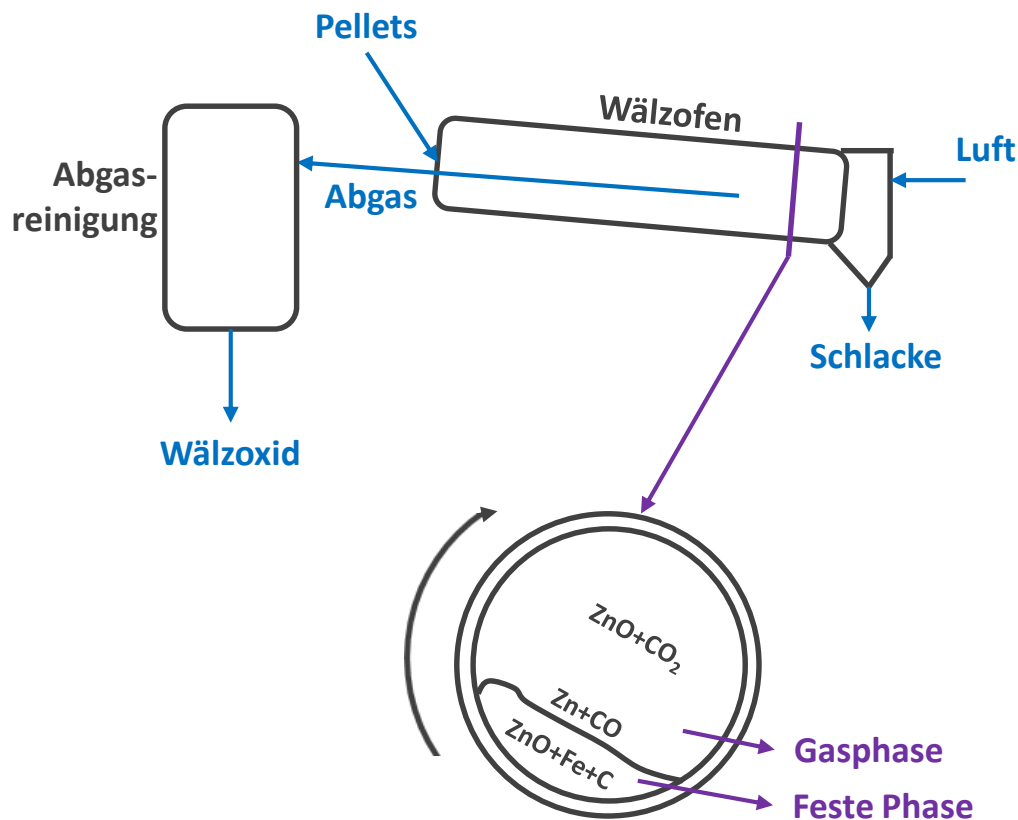 Pellets
Wälzofen
Luft
Abgas-
reinigung
Abgas
Schlacke
Wälzoxid
ZnO+CO₂
Zn+CO
ZnO+Fe+C
Gasphase
Feste Phase